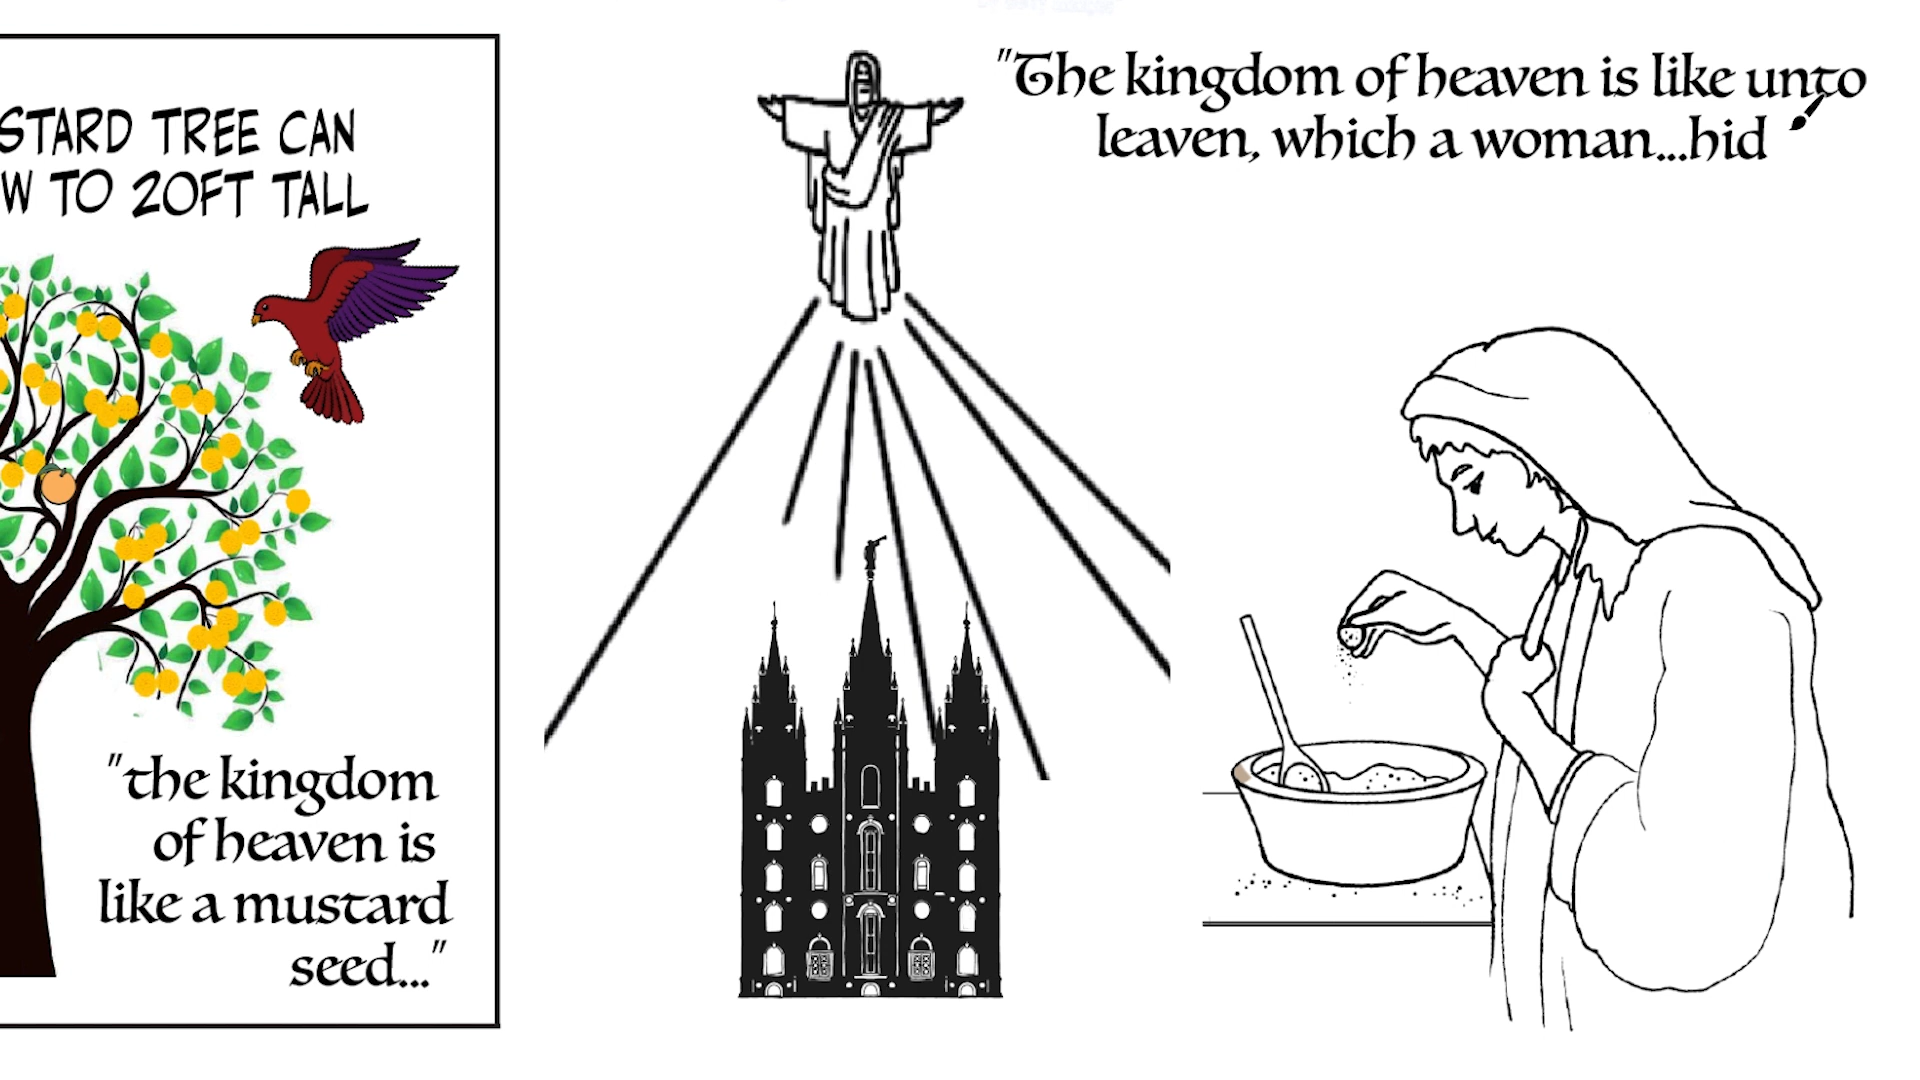 STARD TREE CAN
W TO 20FT TALL
"the kingdom
of heaven is
like a mustard
seed..."
"The kingdom of heaven is like unto
leaven, which a woman...hid